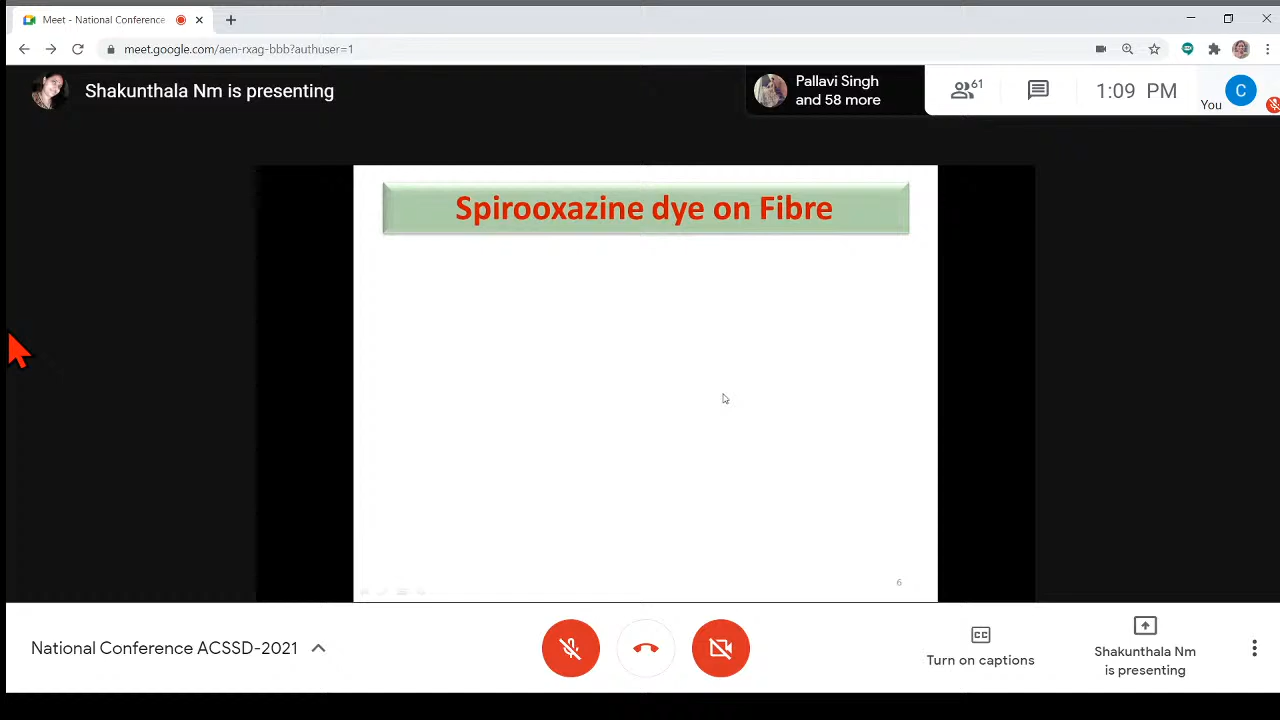 Meet - National Conference
meet.google.com/aen-rxag-bbb?authuser=1
Shakunthala Nm is presenting
Pallavi Singh
and 58 more
61
1:09 PM
You
C
Spirooxazine dye on Fibre
6
National Conference ACSSD-2021
CC
Turn on captions
Shakunthala Nm
is presenting